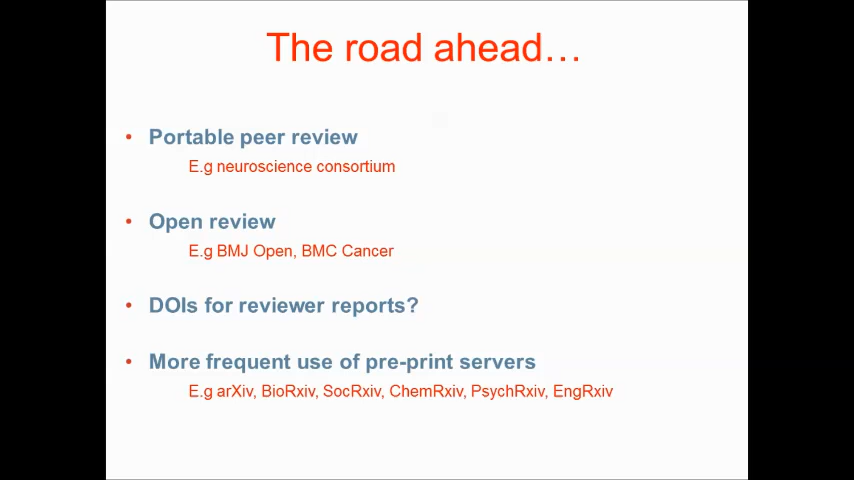 The road ahead…
• Portable peer review
E.g neuroscience consortium
• Open review
E.g BMJ Open, BMC Cancer
• DOIs for reviewer reports?
• More frequent use of pre-print servers
E.g arXiv, BioRxiv, SocRxiv, ChemRxiv, PsychRxiv, EngRxiv